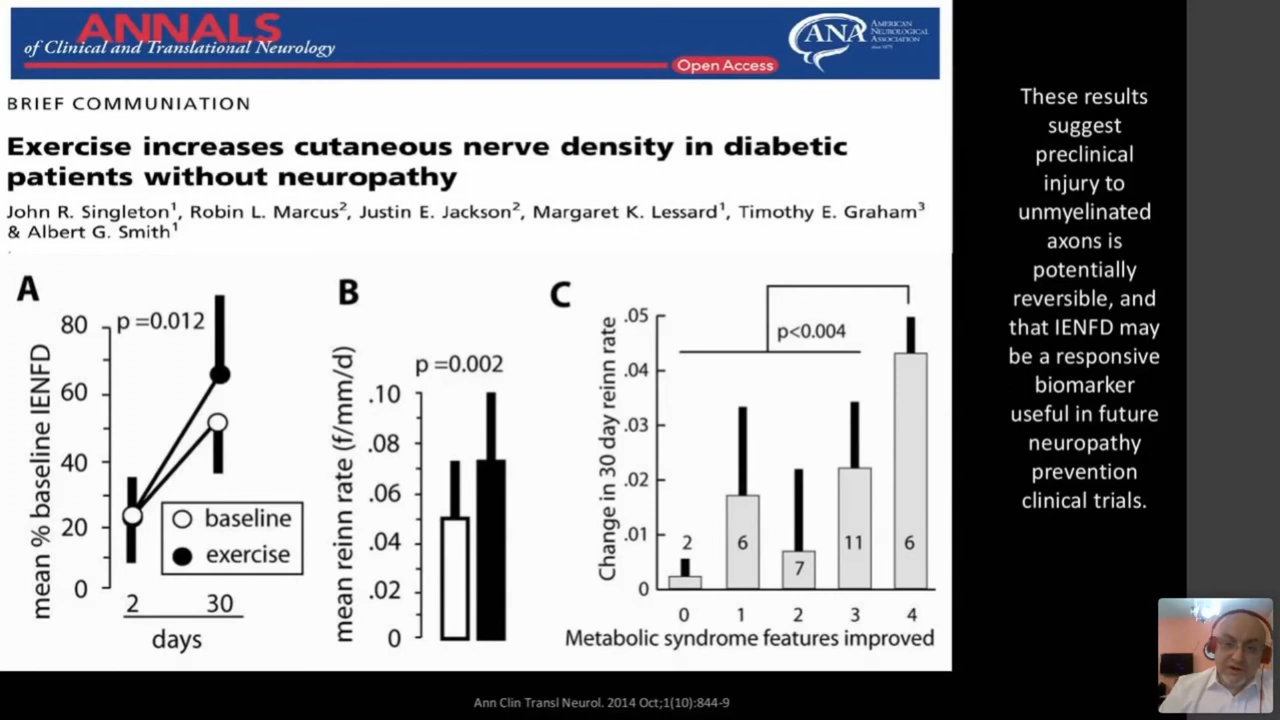 ANNALS
of Clinical and Translational Neurology
Open Access
ANA
AMERICAN
NEUROLOGICAL
ASSOCIATION
since 1875
BRIEF COMMUNIATION
Exercise increases cutaneous nerve density in diabetic
patients without neuropathy
John R. Singleton1, Robin L. Marcus2, Justin E. Jackson2, Margaret K. Lessard1, Timothy E. Graham3
& Albert G. Smith1
A
p =0.012
mean % baseline IENFD
80
60
40
20
0
baseline
exercise
2 30
days
B
p =0.002
mean reinn rate (f/mm/d)
.10
.08
.06
.04
.02
0
C
p<0.004
Change in 30 day reinn rate
.05
.04
.03
.02
.01
0
2 6 7 11 6
0 1 2 3 4
Metabolic syndrome features improved
These results
suggest
preclinical
injury to
unmyelinated
axons is
potentially
reversible, and
that IENFD may
be a responsive
biomarker
useful in future
neuropathy
prevention
clinical trials.
Ann Clin Transl Neurol. 2014 Oct;1(10):844-9